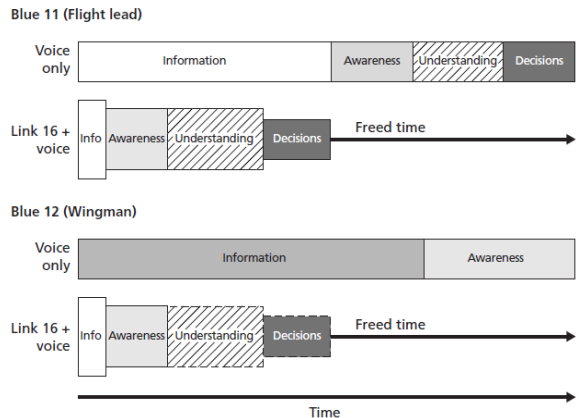 Blue 11 (Flight lead)
Voice only
Information
Awareness
Understanding
Decisions
Link 16 + voice
Info
Awareness
Understanding
Decisions
Freed time
Blue 12 (Wingman)
Voice only
Information
Awareness
Link 16 + voice
Info
Awareness
Understanding
Decisions
Freed time
Time